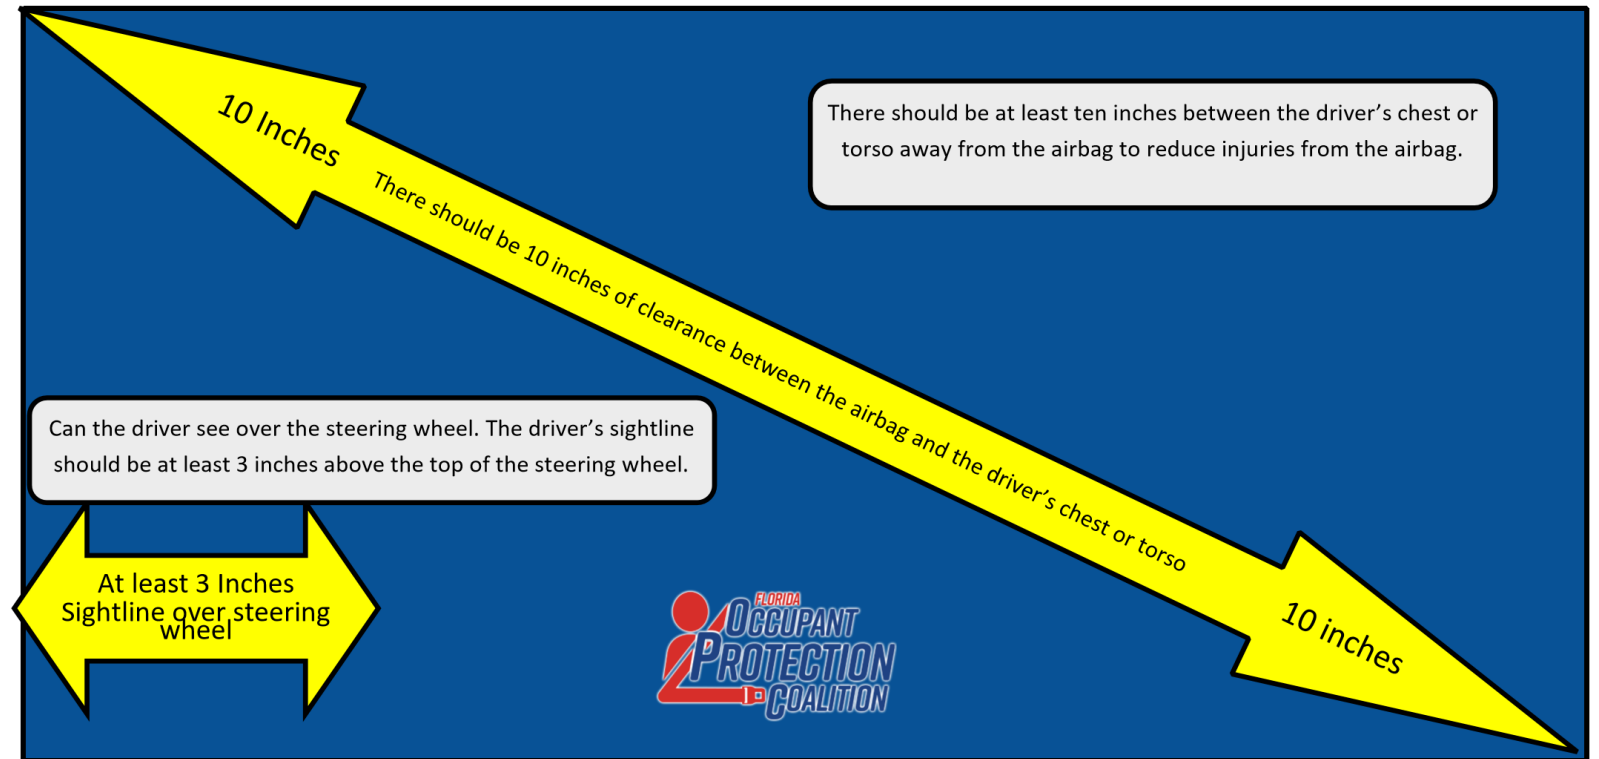 10 Inches
There should be 10 inches of clearance between the airbag and the driver’s chest or torso
10 inches
There should be at least ten inches between the driver’s chest or
torso away from the airbag to reduce injuries from the airbag.
Can the driver see over the steering wheel. The driver’s sightline
should be at least 3 inches above the top of the steering wheel.
At least 3 Inches
Sightline over steering
wheel
FLORIDA
OCCUPANT
PROTECTION
COALITION